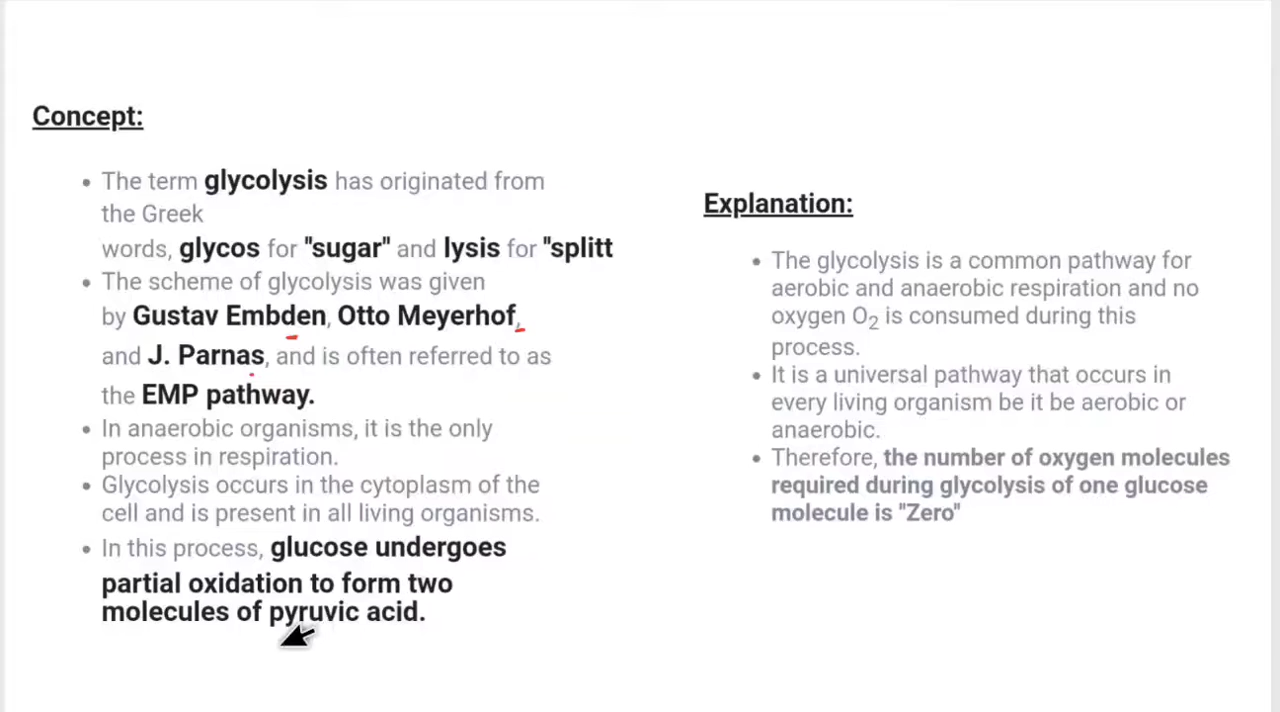 Concept:
The term glycolysis has originated from
the Greek
words, glycos for "sugar" and lysis for "splitt
The scheme of glycolysis was given
by Gustav Embden, Otto Meyerhof,
and J. Parnas, and is often referred to as
the EMP pathway.
In anaerobic organisms, it is the only
process in respiration.
Glycolysis occurs in the cytoplasm of the
cell and is present in all living organisms.
In this process, glucose undergoes
partial oxidation to form two
molecules of pyruvic acid.
Explanation:
The glycolysis is a common pathway for
aerobic and anaerobic respiration and no
oxygen O2 is consumed during this
process.
It is a universal pathway that occurs in
every living organism be it be aerobic or
anaerobic.
Therefore, the number of oxygen molecules
required during glycolysis of one glucose
molecule is "Zero"